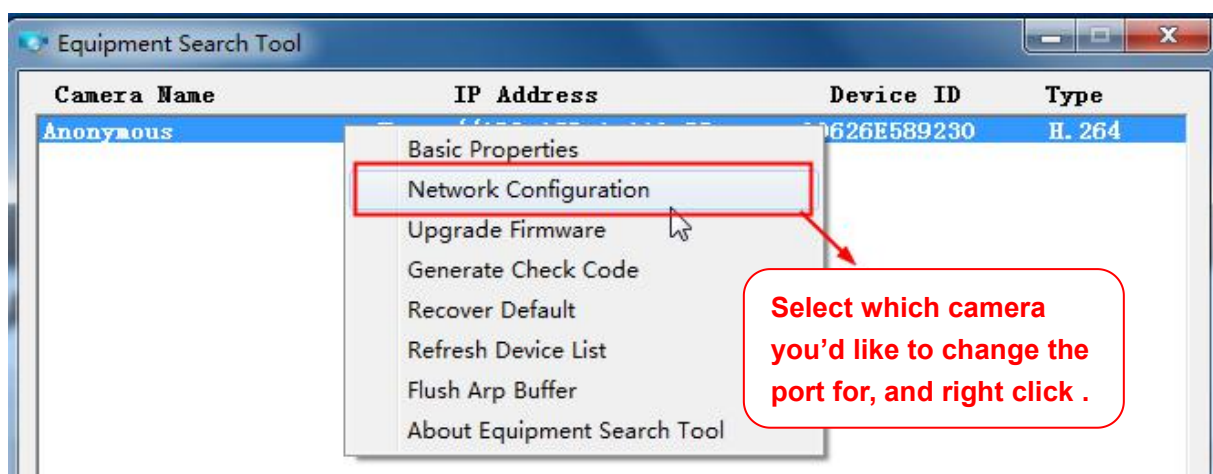 Equipment Search Tool
Camera Name IP Address Device ID Type
Anonymous 0626E589230 H.264
Basic Properties
Network Configuration
Upgrade Firmware
Generate Check Code
Recover Default
Refresh Device List
Flush Arp Buffer
About Equipment Search Tool
Select which camera
you’d like to change the
port for, and right click .